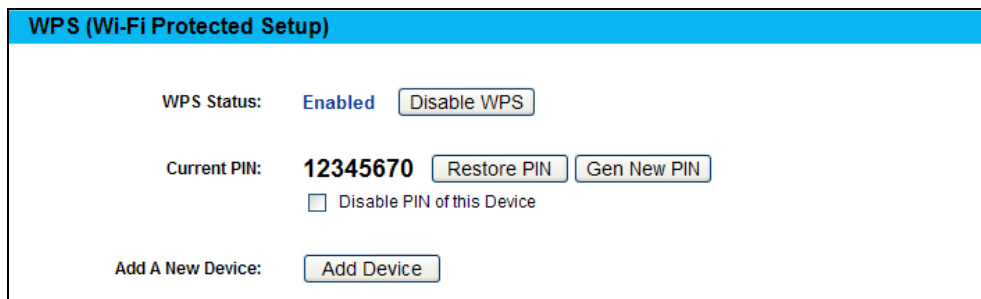 WPS (Wi-Fi Protected Setup)
WPS Status: Enabled Disable WPS
Current PIN: 12345670 Restore PIN Gen New PIN
Disable PIN of this Device
Add A New Device: Add Device